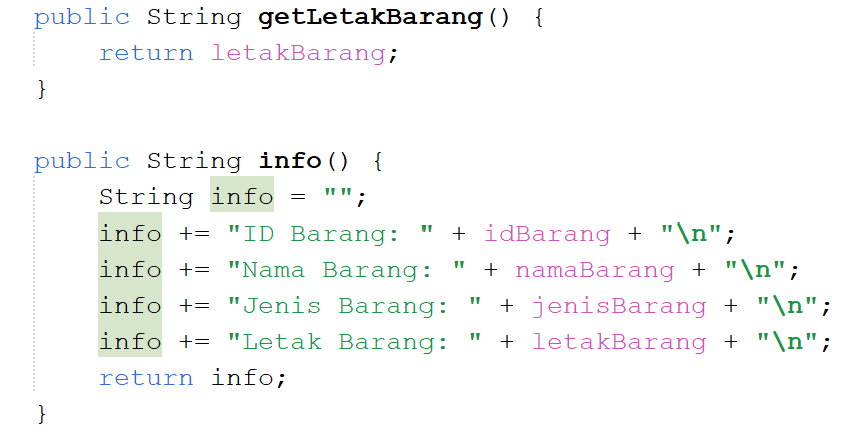 public String getLetakBarang() {
    return letakBarang;
}

public String info() {
    String info = "";
    info += "ID Barang: " + idBarang + "\n";
    info += "Nama Barang: " + namaBarang + "\n";
    info += "Jenis Barang: " + jenisBarang + "\n";
    info += "Letak Barang: " + letakBarang + "\n";
    return info;
}